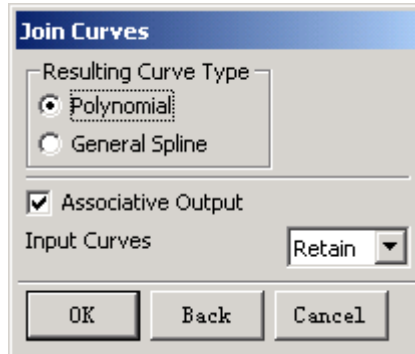 Join Curves
Resulting Curve Type
Polynomial
General Spline
Associative Output
Input Curves Retain
OK Back Cancel